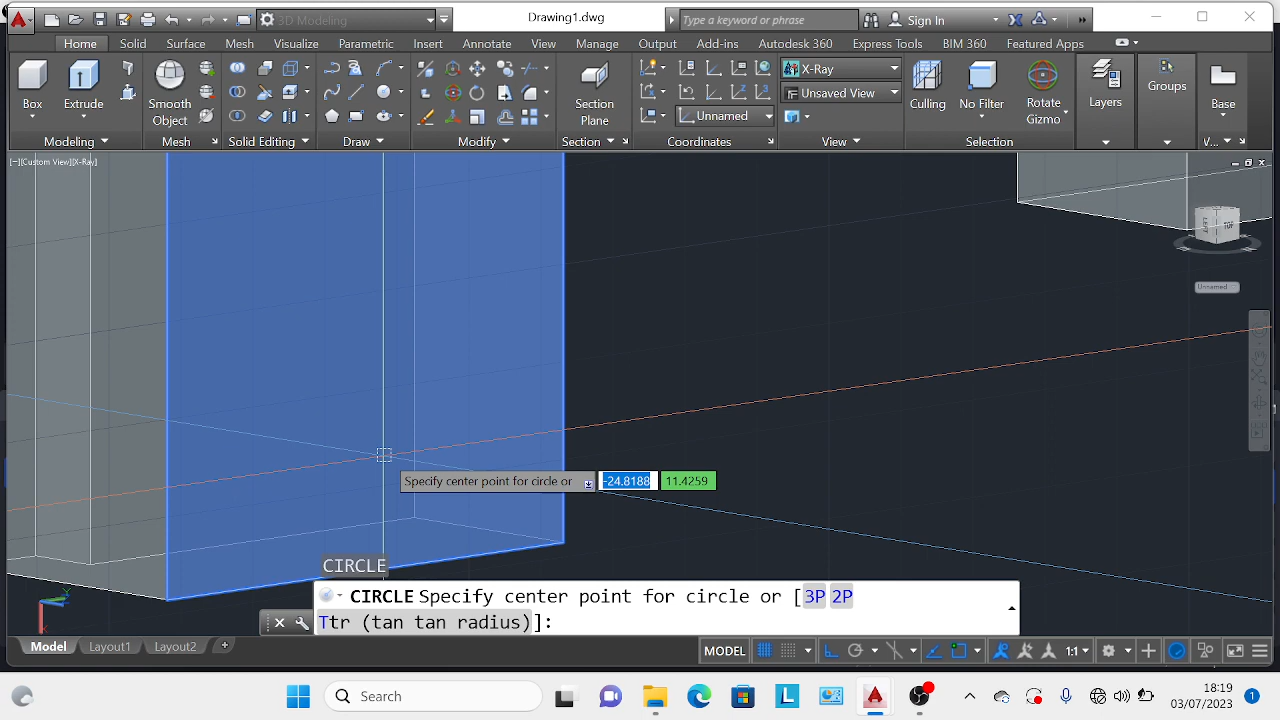 3D Modeling
Drawing1.dwg
Type a keyword or phrase
Sign In
Home Solid Surface Mesh Visualize Parametric Insert Annotate View Manage Output Add-ins Autodesk 360 Express Tools BIM 360 Featured Apps
X-Ray
Unsaved View
Unnamed
Box Extrude Smooth Object
Section Plane
Culling No Filter Rotate Gizmo
Layers Groups Base
Modeling Mesh Solid Editing Draw Modify Section Coordinates View Selection V...
[−][Custom View][X-Ray]
LEFT TOP
Unnamed
Specify center point for circle or -24.8188 11.4259
CIRCLE
CIRCLE Specify center point for circle or [3P 2P
Ttr (tan tan radius)]:
X
Model Layout1 Layout2 +
MODEL 1:1
Search
18:19
03/07/2023
1